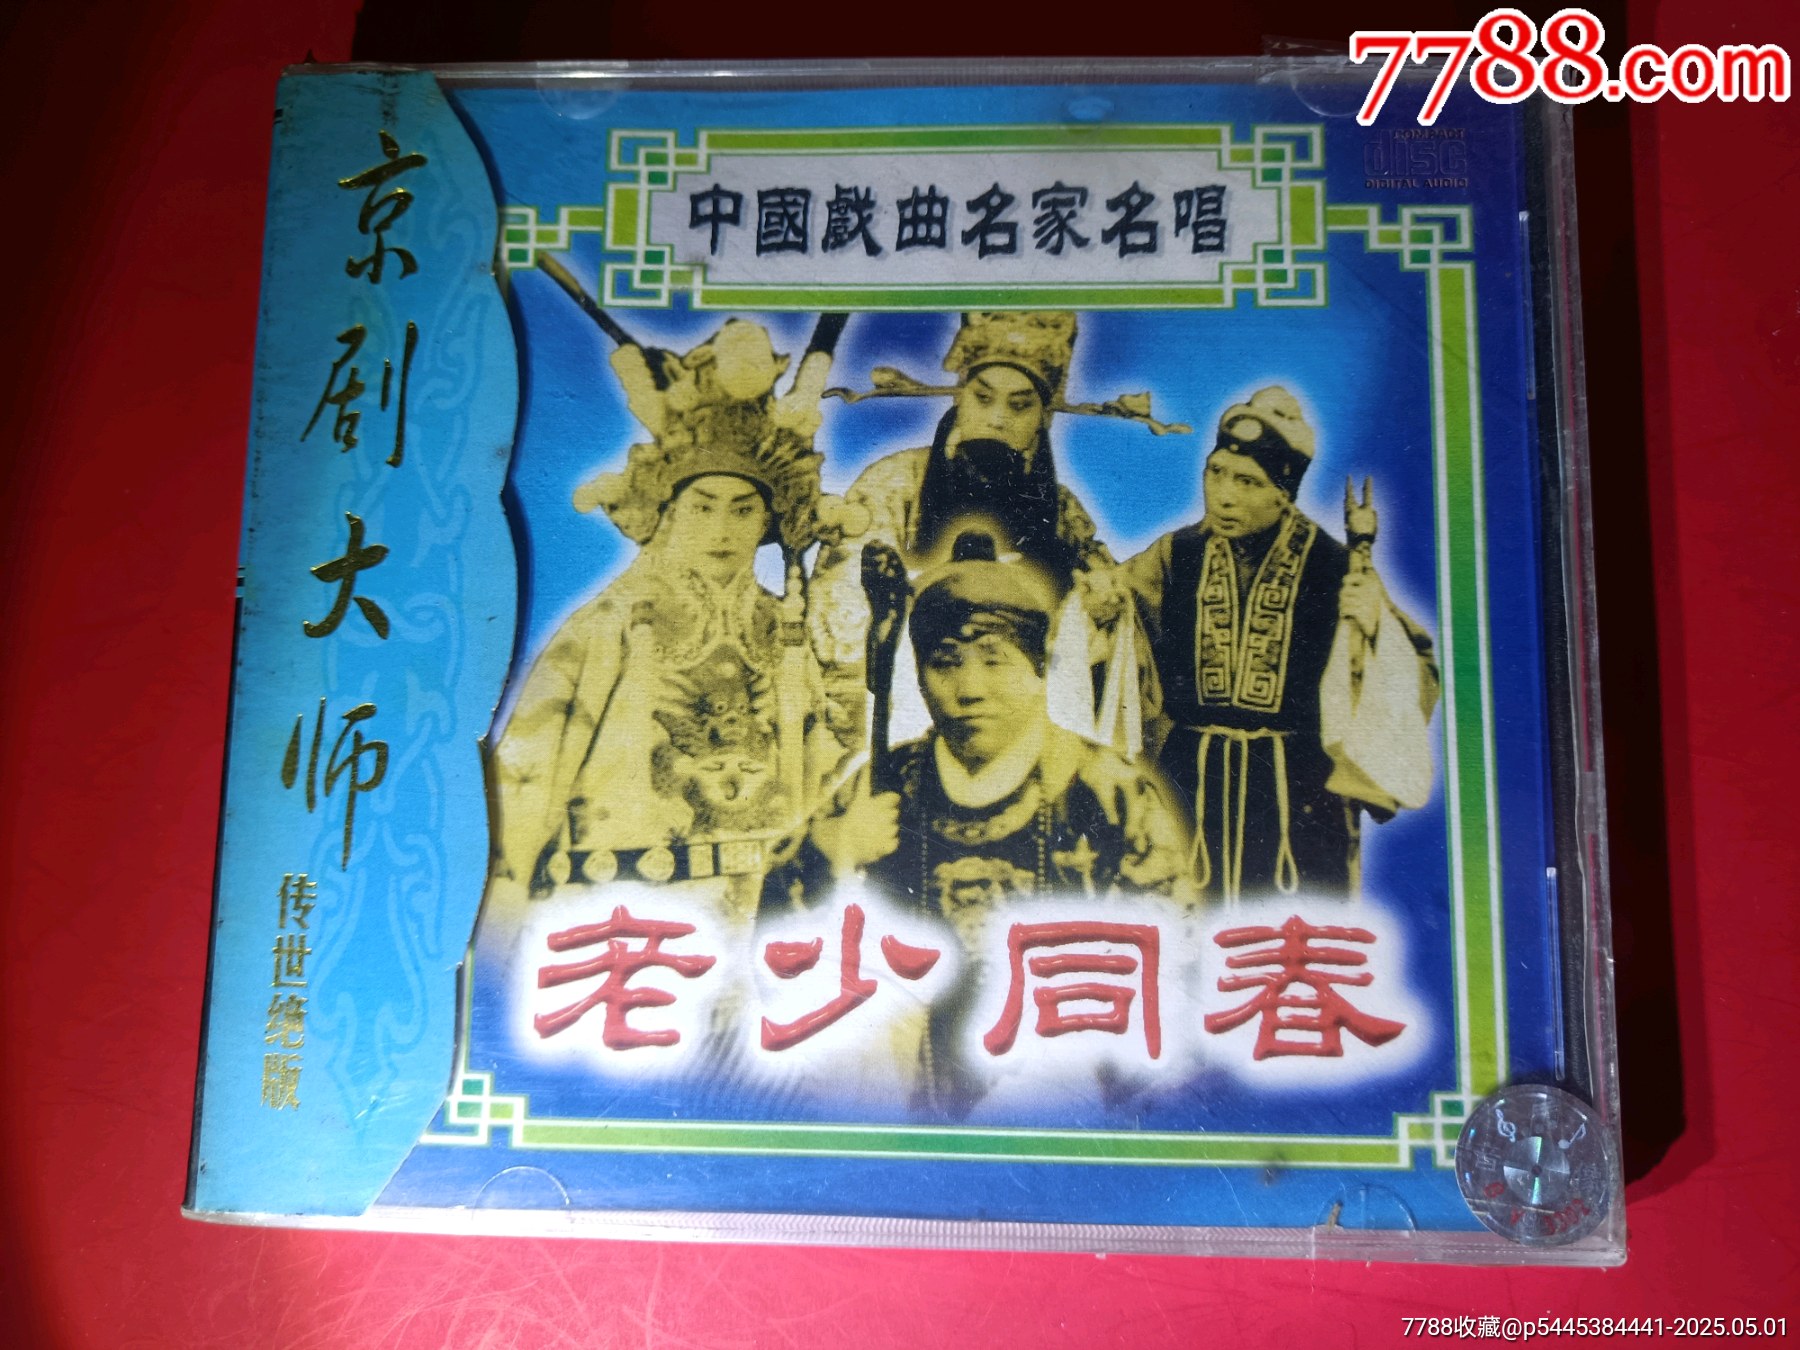 7788.com
COMPACT
disc
DIGITAL AUDIO
中國戲曲名家名唱
京剧大师
传世绝版
老少同春
7788收藏@p5445384441-2025.05.01